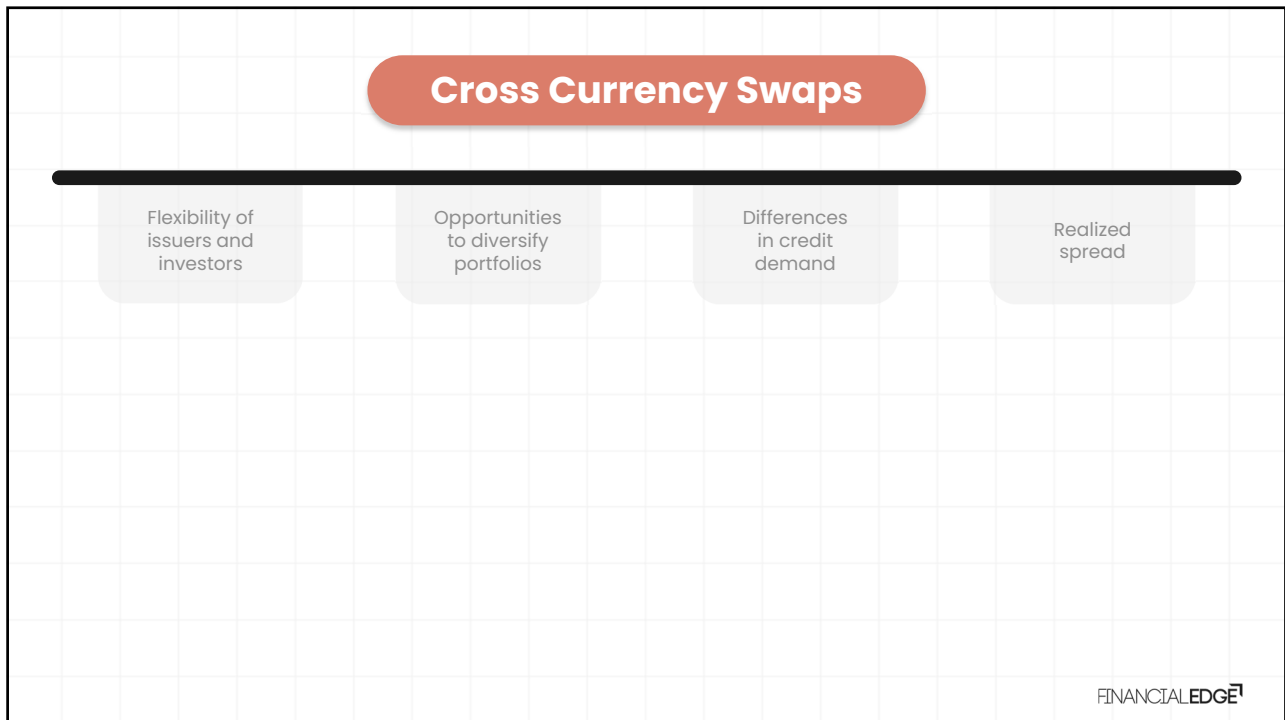 Cross Currency Swaps
Flexibility of
issuers and
investors
Opportunities
to diversify
portfolios
Differences
in credit
demand
Realized
spread
FINANCIALEDGE